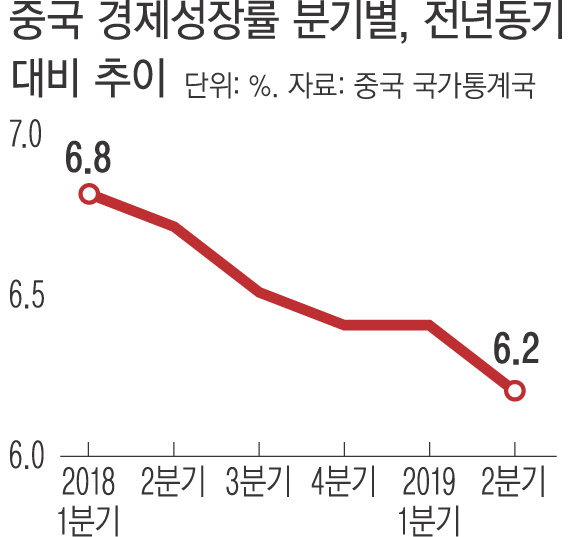 중국 경제성장률 분기별, 전년동기
대비 추이 단위: %. 자료: 중국 국가통계국
7.0
6.8
6.5
6.2
6.0
2018 2분기 3분기 4분기 2019 2분기
1분기 1분기